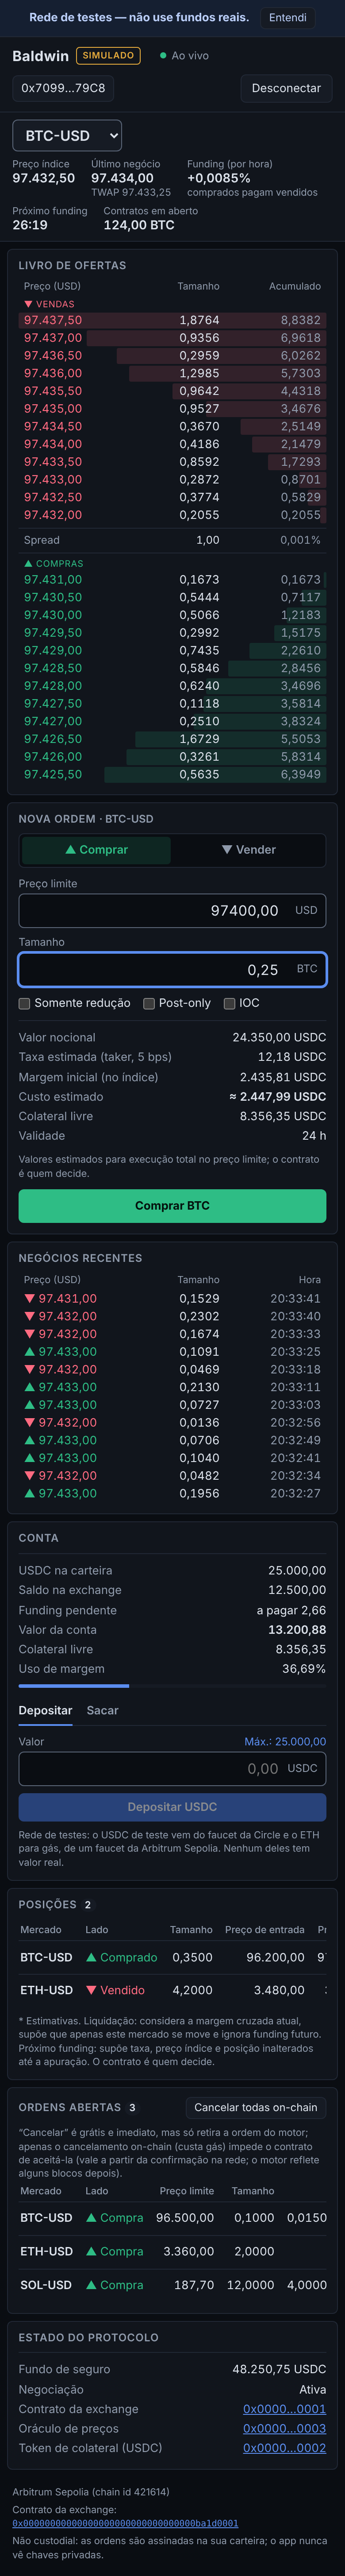 Rede de testes — não use fundos reais. Entendi
Baldwin SIMULADO Ao vivo
0x7099...79C8 Desconectar
BTC-USD
Preço índice Último negócio Funding (por hora)
97.432,50 97.434,00 +0,0085%
TWAP 97.433,25 comprados pagam vendidos
Próximo funding Contratos em aberto
26:19 124,00 BTC
LIVRO DE OFERTAS
Preço (USD) Tamanho Acumulado
▼ VENDAS
97.437,50 1,8764 8,8382
97.437,00 0,9356 6,9618
97.436,50 0,2959 6,0262
97.436,00 1,2985 5,7303
97.435,50 0,9642 4,4318
97.435,00 0,9527 3,4676
97.434,50 0,3670 2,5149
97.434,00 0,4186 2,1479
97.433,50 0,8592 1,7293
97.433,00 0,2872 0,8701
97.432,50 0,3774 0,5829
97.432,00 0,2055 0,2055
Spread 1,00 0,001%
▲ COMPRAS
97.431,00 0,1673 0,1673
97.430,50 0,5444 0,7117
97.430,00 0,5066 1,2183
97.429,50 0,2992 1,5175
97.429,00 0,7435 2,2610
97.428,50 0,5846 2,8456
97.428,00 0,6240 3,4696
97.427,50 0,1118 3,5814
97.427,00 0,2510 3,8324
97.426,50 1,6729 5,5053
97.426,00 0,3261 5,8314
97.425,50 0,5635 6,3949
NOVA ORDEM · BTC-USD
▲ Comprar ▼ Vender
Preço limite
97400,00 USD
Tamanho
0,25 BTC
Somente redução Post-only IOC
Valor nocional 24.350,00 USDC
Taxa estimada (taker, 5 bps) 12,18 USDC
Margem inicial (no índice) 2.435,81 USDC
Custo estimado ≈ 2.447,99 USDC
Colateral livre 8.356,35 USDC
Validade 24 h
Valores estimados para execução total no preço limite; o contrato
é quem decide.
Comprar BTC
NEGÓCIOS RECENTES
Preço (USD) Tamanho Hora
▼ 97.431,00 0,1529 20:33:41
▼ 97.432,00 0,2302 20:33:40
▼ 97.432,00 0,1674 20:33:33
▲ 97.433,00 0,1091 20:33:25
▼ 97.432,00 0,0469 20:33:18
▲ 97.433,00 0,2130 20:33:11
▲ 97.433,00 0,0727 20:33:03
▼ 97.432,00 0,0136 20:32:56
▲ 97.433,00 0,0706 20:32:49
▲ 97.433,00 0,1040 20:32:41
▼ 97.432,00 0,0482 20:32:34
▲ 97.433,00 0,1956 20:32:27
CONTA
USDC na carteira 25.000,00
Saldo na exchange 12.500,00
Funding pendente a pagar 2,66
Valor da conta 13.200,88
Colateral livre 8.356,35
Uso de margem 36,69%
Depositar Sacar
Valor Máx.: 25.000,00
0,00 USDC
Depositar USDC
Rede de testes: o USDC de teste vem do faucet da Circle e o ETH
para gás, de um faucet da Arbitrum Sepolia. Nenhum deles tem
valor real.
POSIÇÕES 2
Mercado Lado Tamanho Preço de entrada
BTC-USD ▲ Comprado 0,3500 96.200,00
ETH-USD ▼ Vendido 4,2000 3.480,00
* Estimativas. Liquidação: considera a margem cruzada atual,
supõe que apenas este mercado se move e ignora funding futuro.
Próximo funding: supõe taxa, preço índice e posição inalterados
até a apuração. O contrato é quem decide.
ORDENS ABERTAS 3 Cancelar todas on-chain
“Cancelar” é grátis e imediato, mas só retira a ordem do motor;
apenas o cancelamento on-chain (custa gás) impede o contrato
de aceitá-la (vale a partir da confirmação na rede; o motor reflete
alguns blocos depois).
Mercado Lado Preço limite Tamanho
BTC-USD ▲ Compra 96.500,00 0,1000 0,0150
ETH-USD ▲ Compra 3.360,00 2,0000
SOL-USD ▲ Compra 187,70 12,0000 4,0000
ESTADO DO PROTOCOLO
Fundo de seguro 48.250,75 USDC
Negociação Ativa
Contrato da exchange 0x0000...0001
Oráculo de preços 0x0000...0003
Token de colateral (USDC) 0x0000...0002
Arbitrum Sepolia (chain id 421614)
Contrato da exchange:
Não custodial: as ordens são assinadas na sua carteira; o app nunca
vê chaves privadas.